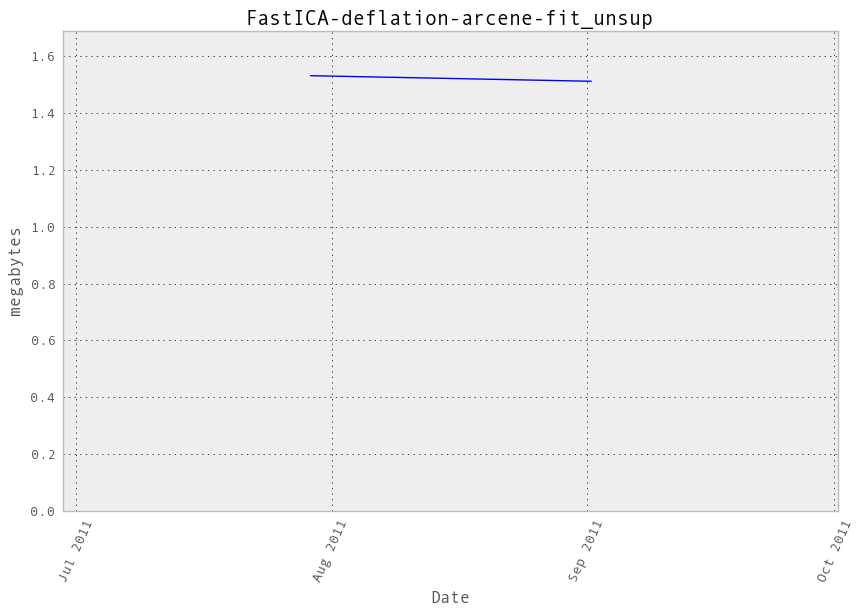 FastICA-deflation-arcene-fit_unsup
1.6
1.4
1.2
1.0
0.8
0.6
0.4
0.2
0.0
megabytes
Jul 2011
Aug 2011
Sep 2011
Oct 2011
Date